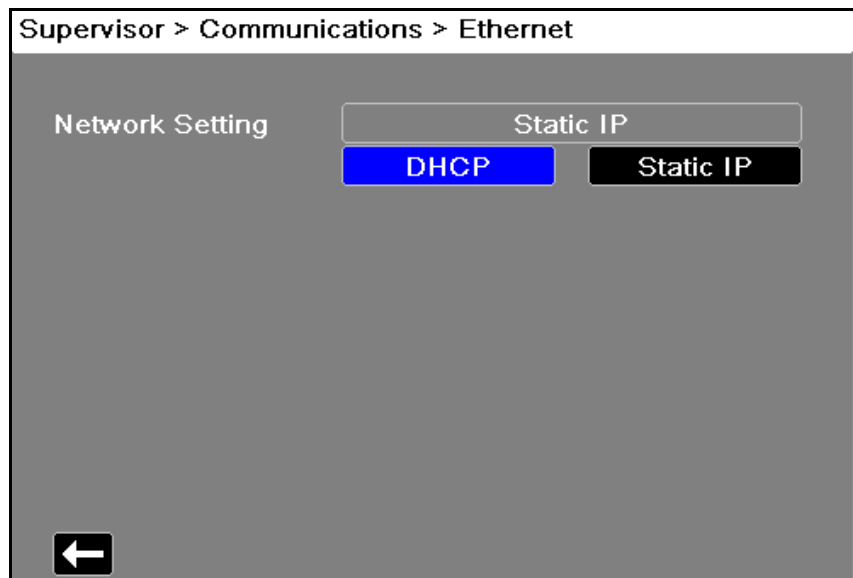 Supervisor > Communications > Ethernet
Network Setting Static IP
DHCP Static IP